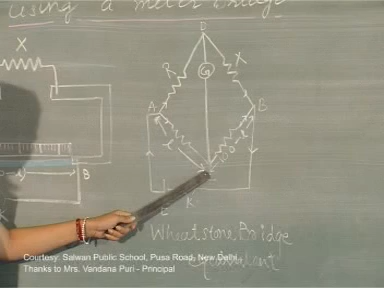 using a meter bridge
X
D
R
G
X
A
B
B
K
E
Wheatstone Bridge
Equivalent
Courtesy: Salwan Public School, Pusa Road, New Delhi
Thanks to Mrs. Vandana Puri - Principal